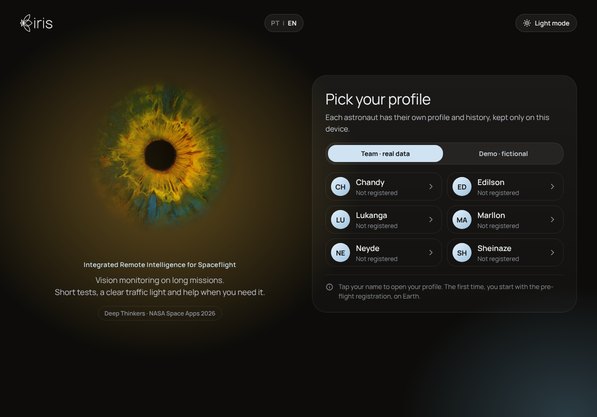 iris
PT | EN
Light mode
Integrated Remote Intelligence for Spaceflight
Vision monitoring on long missions.
Short tests, a clear traffic light and help when you need it.
Deep Thinkers · NASA Space Apps 2026
Pick your profile
Each astronaut has their own profile and history, kept only on this
device.
Team · real data
Demo · fictional
CH
Chandy
Not registered
ED
Edilson
Not registered
LU
Lukanga
Not registered
MA
Marllon
Not registered
NE
Neyde
Not registered
SH
Sheinaze
Not registered
Tap your name to open your profile. The first time, you start with the pre-
flight registration, on Earth.